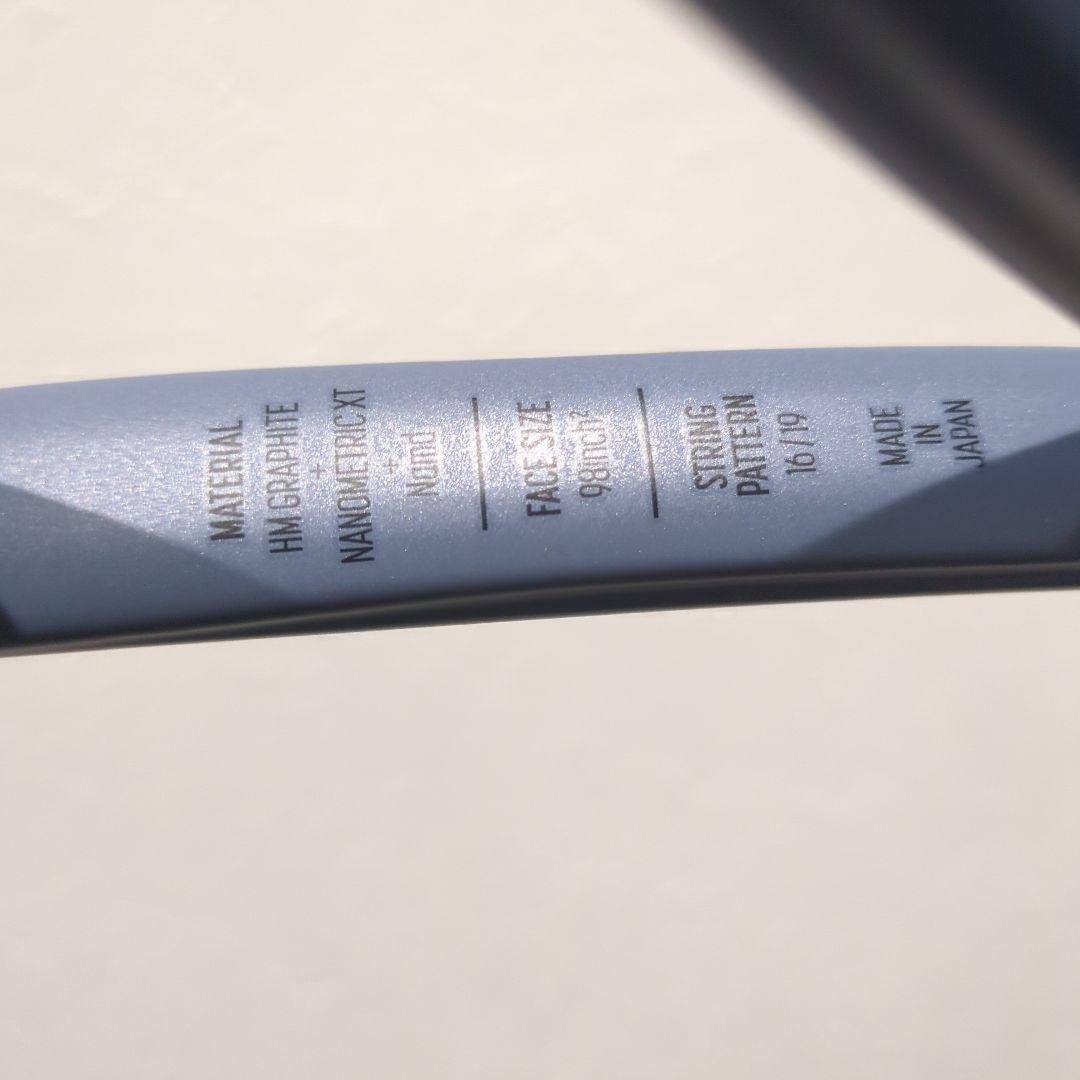 MATERIAL
HM GRAPHITE
+
NANOMETRIC XT
+
Namd
FACE SIZE
98inch²
STRING
PATTERN
16 / 19
MADE
IN
JAPAN